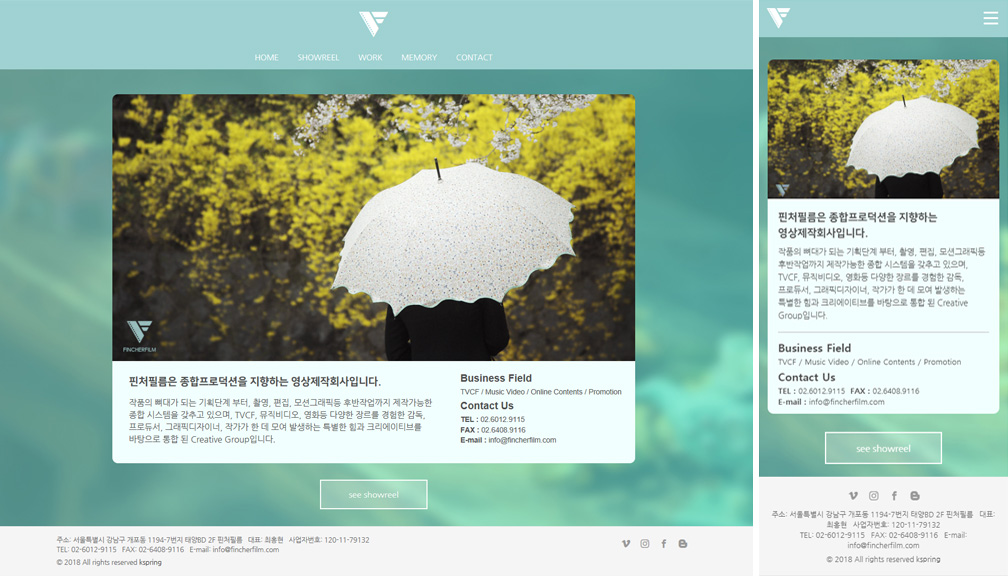 HOME SHOWREEL WORK MEMORY CONTACT
FINCHERFILM
핀처필름은 종합프로덕션을 지향하는 영상제작회사입니다.
작품의 뼈대가 되는 기획단계 부터, 촬영, 편집, 모션그래픽등 후반작업까지 제작가능한
종합 시스템을 갖추고 있으며, TVCF, 뮤직비디오, 영화등 다양한 장르를 경험한 감독,
프로듀서, 그래픽디자이너, 작가가 한 데 모여 발생하는 특별한 힘과 크리에이티브를
바탕으로 통합 된 Creative Group입니다.
Business Field
TVCF / Music Video / Online Contents / Promotion
Contact Us
TEL : 02.6012.9115
FAX : 02.6408.9116
E-mail : info@fincherfilm.com
see showreel
주소: 서울특별시 강남구 개포동 1194-7번지 태양BD 2F 핀처필름 대표: 최홍현 사업자번호: 120-11-79132
TEL: 02-6012-9115 FAX: 02-6408-9116 E-mail: info@fincherfilm.com
© 2018 All rights reserved kspring
핀처필름은 종합프로덕션을 지향하는
영상제작회사입니다.
작품의 뼈대가 되는 기획단계 부터, 촬영, 편집, 모션그래픽등
후반작업까지 제작가능한 종합 시스템을 갖추고 있으며,
TVCF, 뮤직비디오, 영화등 다양한 장르를 경험한 감독,
프로듀서, 그래픽디자이너, 작가가 한 데 모여 발생하는
특별한 힘과 크리에이티브를 바탕으로 통합 된 Creative
Group입니다.
Business Field
TVCF / Music Video / Online Contents / Promotion
Contact Us
TEL : 02.6012.9115 FAX : 02.6408.9116
E-mail : info@fincherfilm.com
see showreel
주소: 서울특별시 강남구 개포동 1194-7번지 태양BD 2F 핀처필름 대표:
최홍현 사업자번호: 120-11-79132
TEL: 02-6012-9115 FAX: 02-6408-9116 E-mail:
info@fincherfilm.com
© 2018 All rights reserved kspring